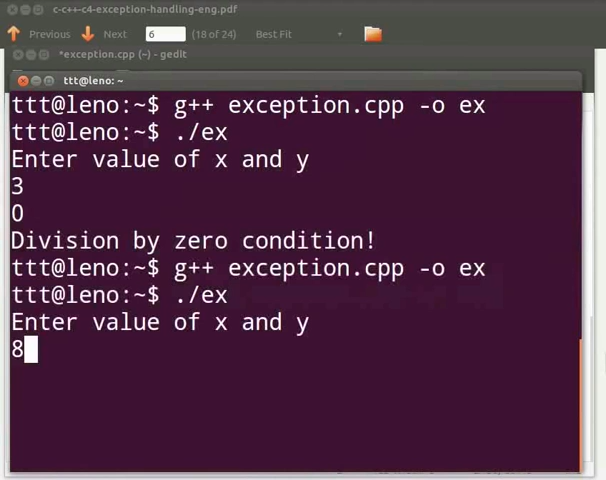 c-c++-c4-exception-handling-eng.pdf
Previous Next 6 (18 of 24) Best Fit
*exception.cpp (~) - gedit
ttt@leno: ~
ttt@leno:~$ g++ exception.cpp -o ex
ttt@leno:~$ ./ex
Enter value of x and y
3
0
Division by zero condition!
ttt@leno:~$ g++ exception.cpp -o ex
ttt@leno:~$ ./ex
Enter value of x and y
8